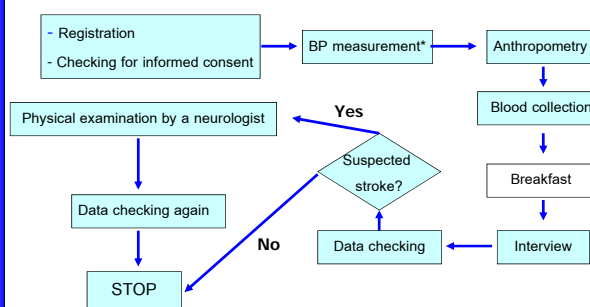 - Registration
- Checking for informed consent
BP measurement*
Anthropometry
Blood collection
Breakfast
Interview
Data checking
Suspected
stroke?
Yes
No
Physical examination by a neurologist
Data checking again
STOP